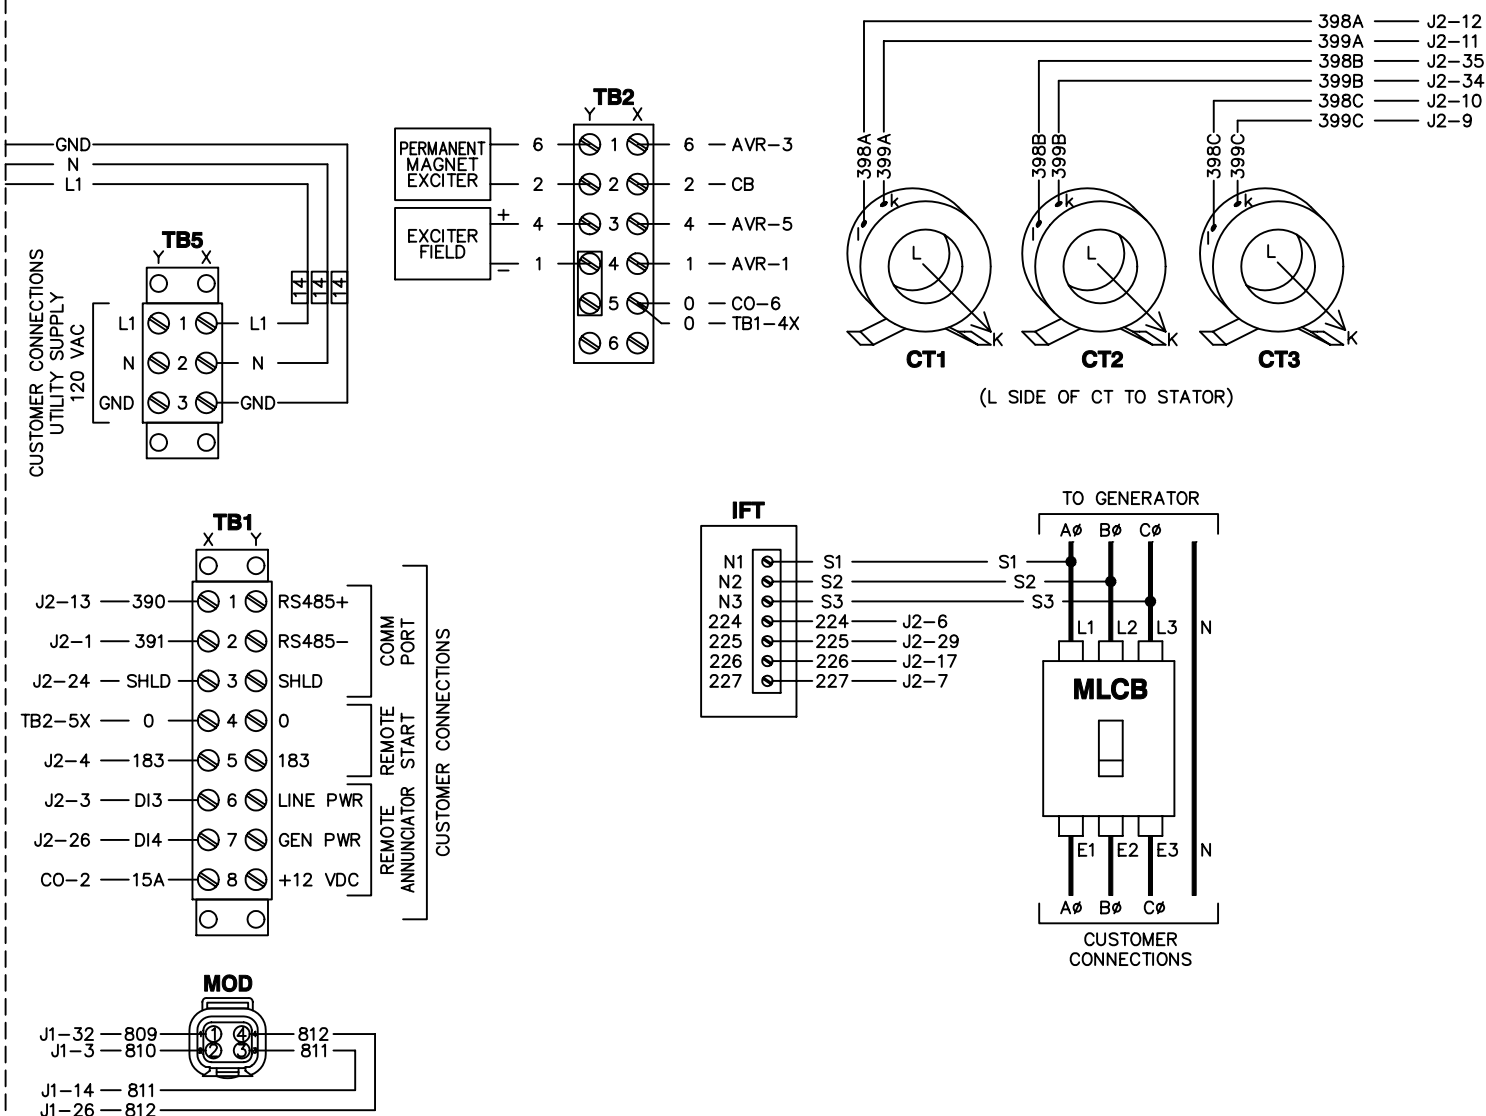 398A J2-12
399A J2-11
398B J2-35
399B J2-34
398C J2-10
399C J2-9
398A
399A
398B
399B
398C
399C
k
l
L
K
CT1
k
l
L
K
CT2
k
l
L
K
CT3
(L SIDE OF CT TO STATOR)
TB2
Y X
PERMANENT
MAGNET
EXCITER
EXCITER
FIELD
+
−
6 1 6 AVR-3
2 2 2 CB
4 3 4 AVR-5
1 4 1 AVR-1
5 0 CO-6
0 TB1-4X
6
GND
N
L1
14 14 14
TB5
Y X
CUSTOMER CONNECTIONS
UTILITY SUPPLY
120 VAC
L1 1 L1
N 2 N
GND 3 GND
TB1
X Y
J2-13 390 1 RS485+
J2-1 391 2 RS485-
J2-24 SHLD 3 SHLD
TB2-5X 0 4 0
J2-4 183 5 183
J2-3 DI3 6 LINE PWR
J2-26 DI4 7 GEN PWR
CO-2 15A 8 +12 VDC
COMM
PORT
REMOTE
START
REMOTE
ANNUNCIATOR
CUSTOMER CONNECTIONS
IFT
N1 S1 S1
N2 S2 S2
N3 S3 S3
224 224 J2-6
225 225 J2-29
226 226 J2-17
227 227 J2-7
TO GENERATOR
AØ BØ CØ
L1 L2 L3 N
MLCB
E1 E2 E3 N
AØ BØ CØ
CUSTOMER
CONNECTIONS
MOD
J1-32 809 1 4 812
J1-3 810 2 3 811
J1-14 811
J1-26 812